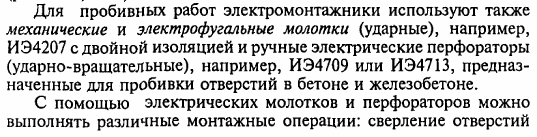 Для пробивных работ электромонтажники используют также
механические и электрофугальные молотки (ударные), например,
ИЭ4207 с двойной изоляцией и ручные электрические перфораторы
(ударно-вращательные), например, ИЭ4709 или ИЭ4713, предназ-
наченные для пробивки отверстий в бетоне и железобетоне.
С помощью электрических молотков и перфораторов можно
выполнять различные монтажные операции: сверление отверстий